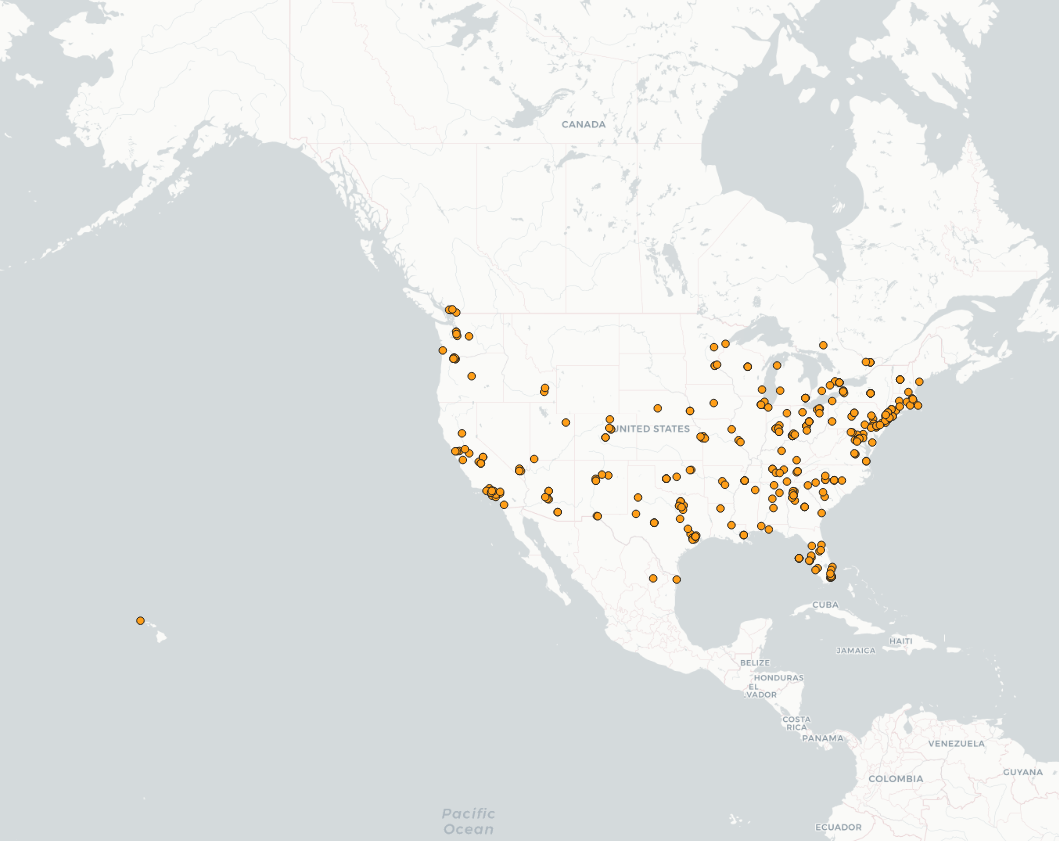 CANADA
UNITED STATES
CUBA
HAITI
JAMAICA
BELIZE
HONDURAS
EL
VADOR
COSTA
RICA
PANAMA
VENEZUELA
GUYANA
COLOMBIA
ECUADOR
Pacific
Ocean